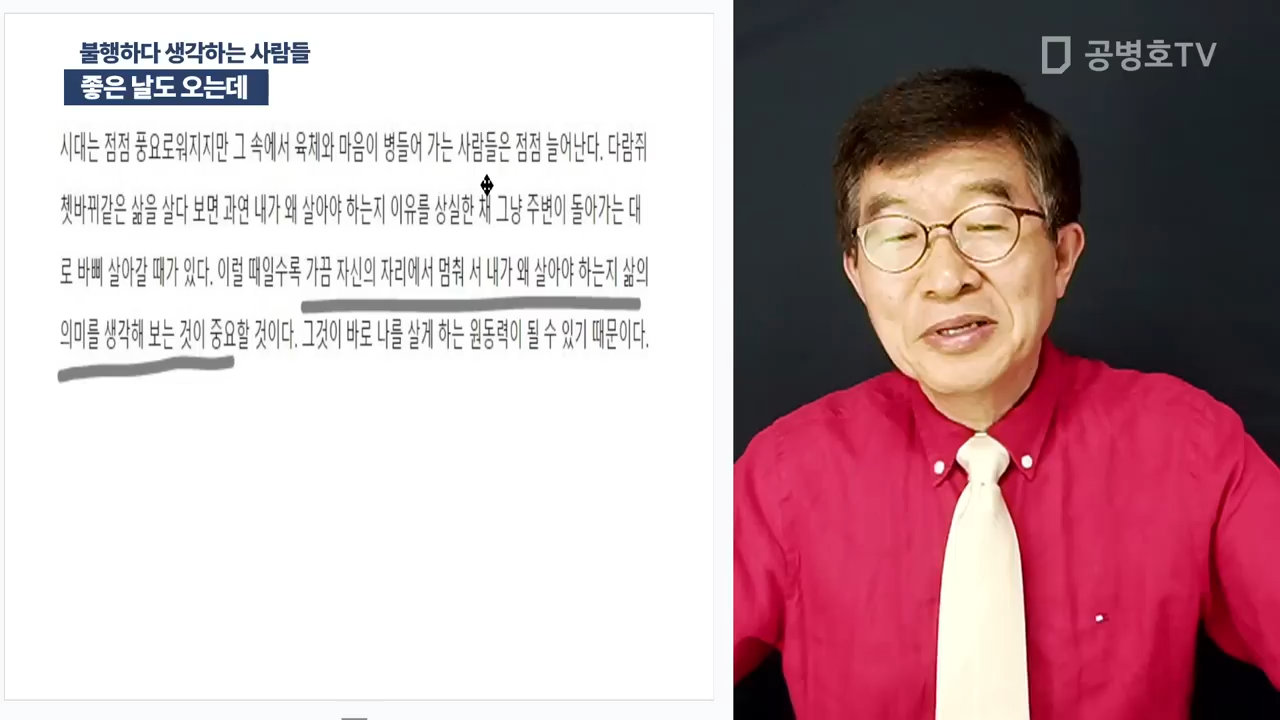 불행하다 생각하는 사람들
좋은 날도 오는데
공병호TV
시대는 점점 풍요로워지지만 그 속에서 육체와 마음이 병들어 가는 사람들은 점점 늘어난다. 다람쥐
쳇바퀴같은 삶을 살다 보면 과연 내가 왜 살아야 하는지 이유를 상실한 채 그냥 주변이 돌아가는 대
로 바삐 살아갈 때가 있다. 이럴 때일수록 가끔 자신의 자리에서 멈춰 서 내가 왜 살아야 하는지 삶의
의미를 생각해 보는 것이 중요할 것이다. 그것이 바로 나를 살게 하는 원동력이 될 수 있기 때문이다.